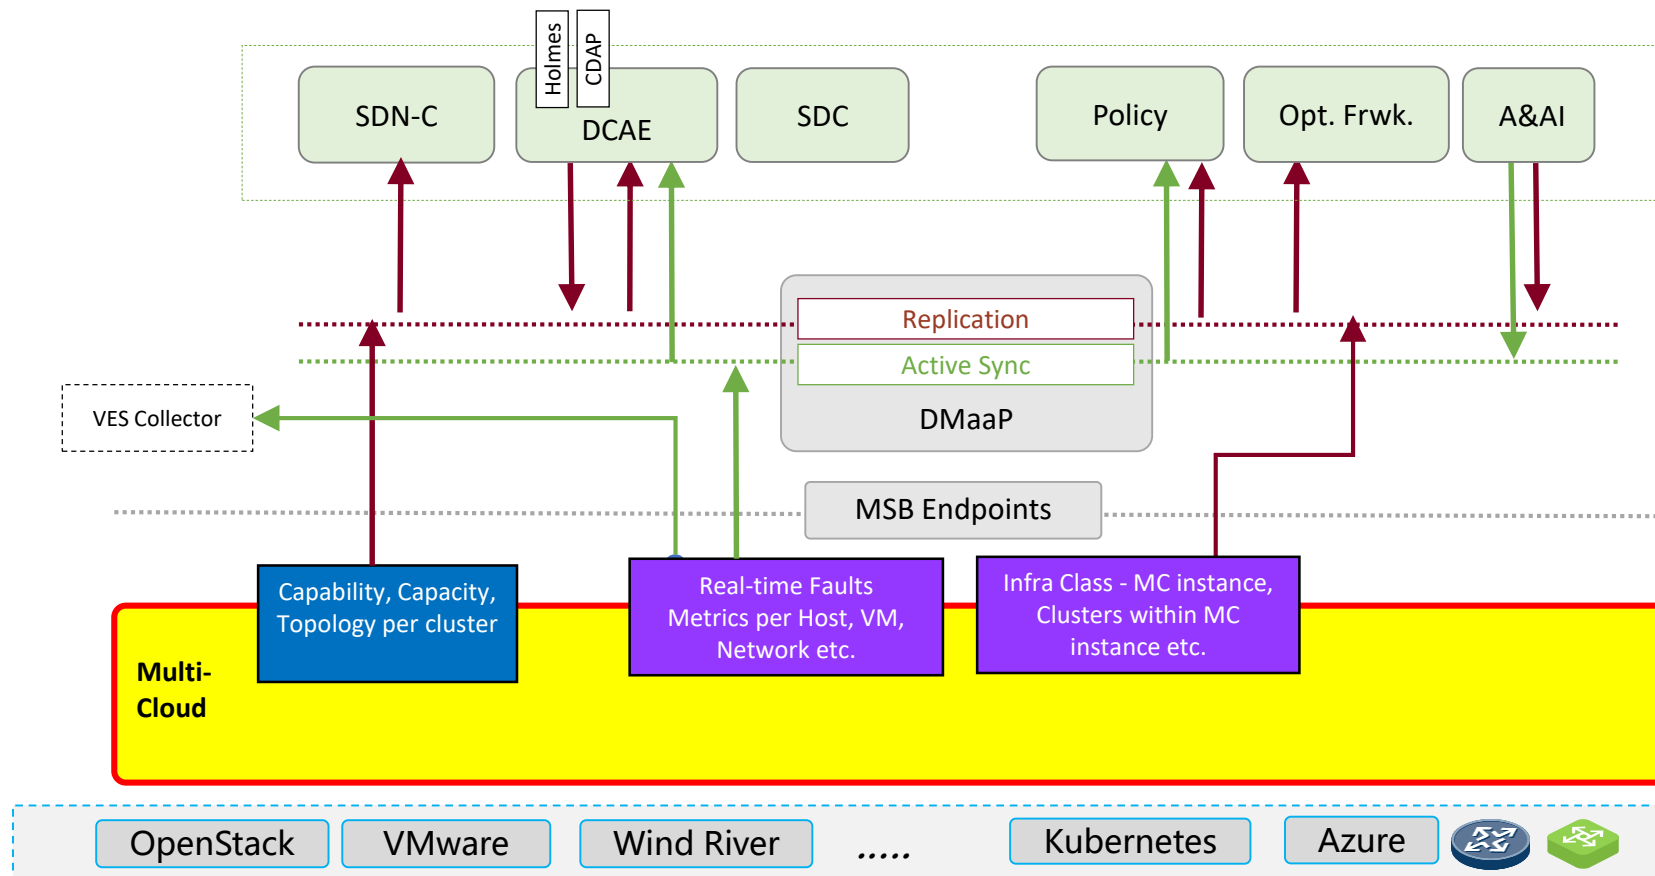 Holmes
CDAP
SDN-C
DCAE
SDC
Policy
Opt. Frwk.
A&AI
Replication
Active Sync
DMaaP
VES Collector
MSB Endpoints
Capability, Capacity,
Topology per cluster
Real-time Faults
Metrics per Host, VM,
Network etc.
Infra Class - MC instance,
Clusters within MC
instance etc.
Multi-
Cloud
OpenStack
VMware
Wind River
.....
Kubernetes
Azure